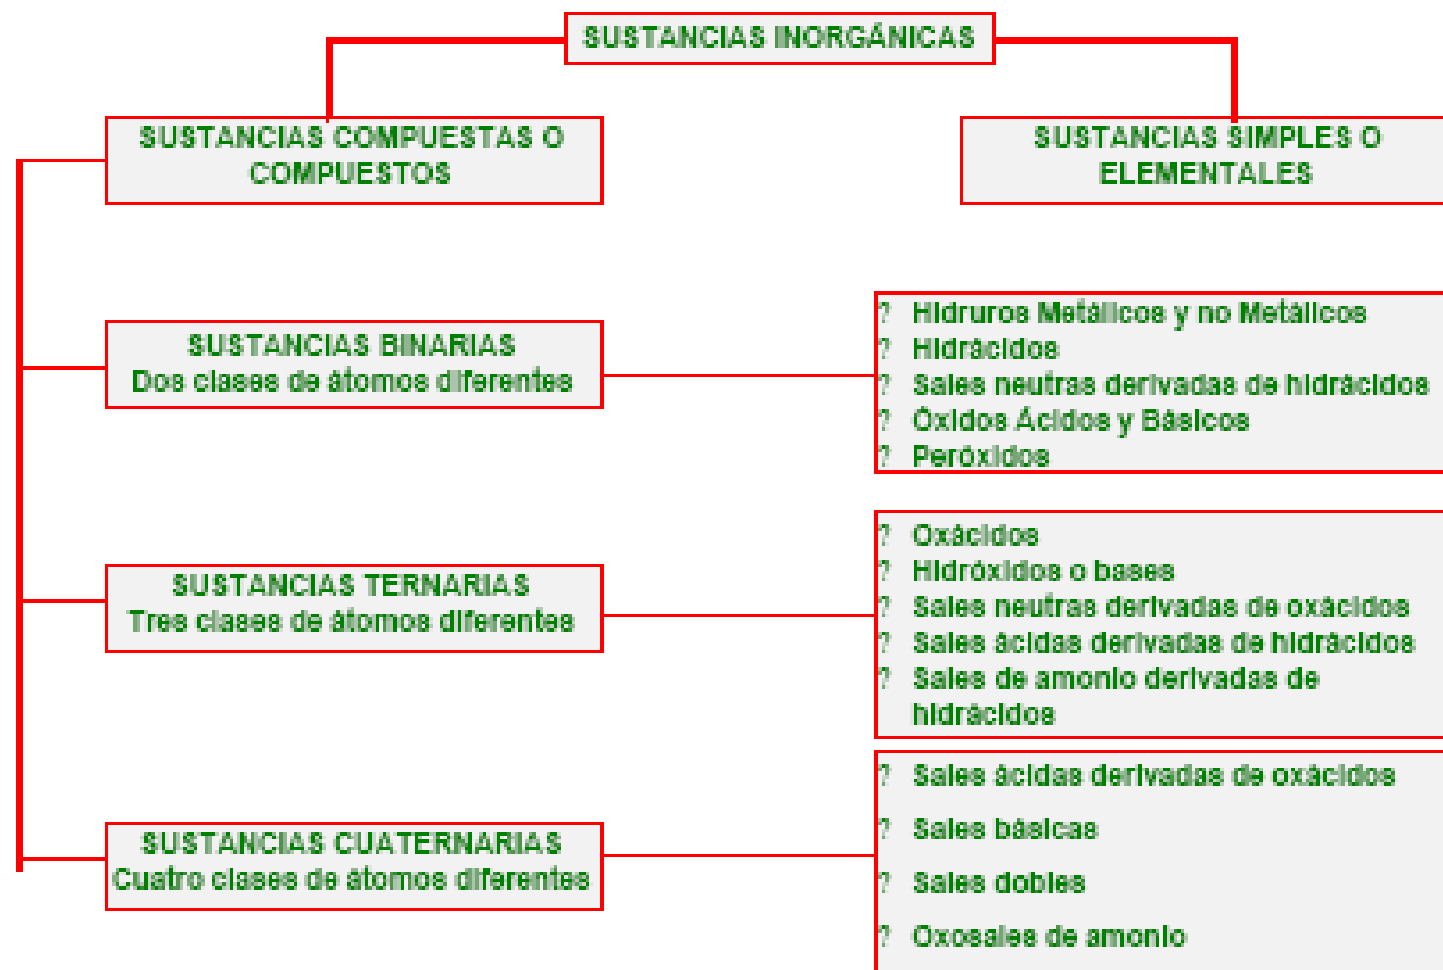 SUSTANCIAS INORGÁNICAS
SUSTANCIAS COMPUESTAS O
COMPUESTOS
SUSTANCIAS SIMPLES O
ELEMENTALES
SUSTANCIAS BINARIAS
Dos clases de átomos diferentes
? Hidruros Metálicos y no Metálicos
? Hidrácidos
? Sales neutras derivadas de hidrácidos
? Óxidos Ácidos y Básicos
? Peróxidos
SUSTANCIAS TERNARIAS
Tres clases de átomos diferentes
? Oxácidos
? Hidróxidos o bases
? Sales neutras derivadas de oxácidos
? Sales ácidas derivadas de hidrácidos
? Sales de amonio derivadas de
hidrácidos
SUSTANCIAS CUATERNARIAS
Cuatro clases de átomos diferentes
? Sales ácidas derivadas de oxácidos
? Sales básicas
? Sales dobles
? Oxosales de amonio